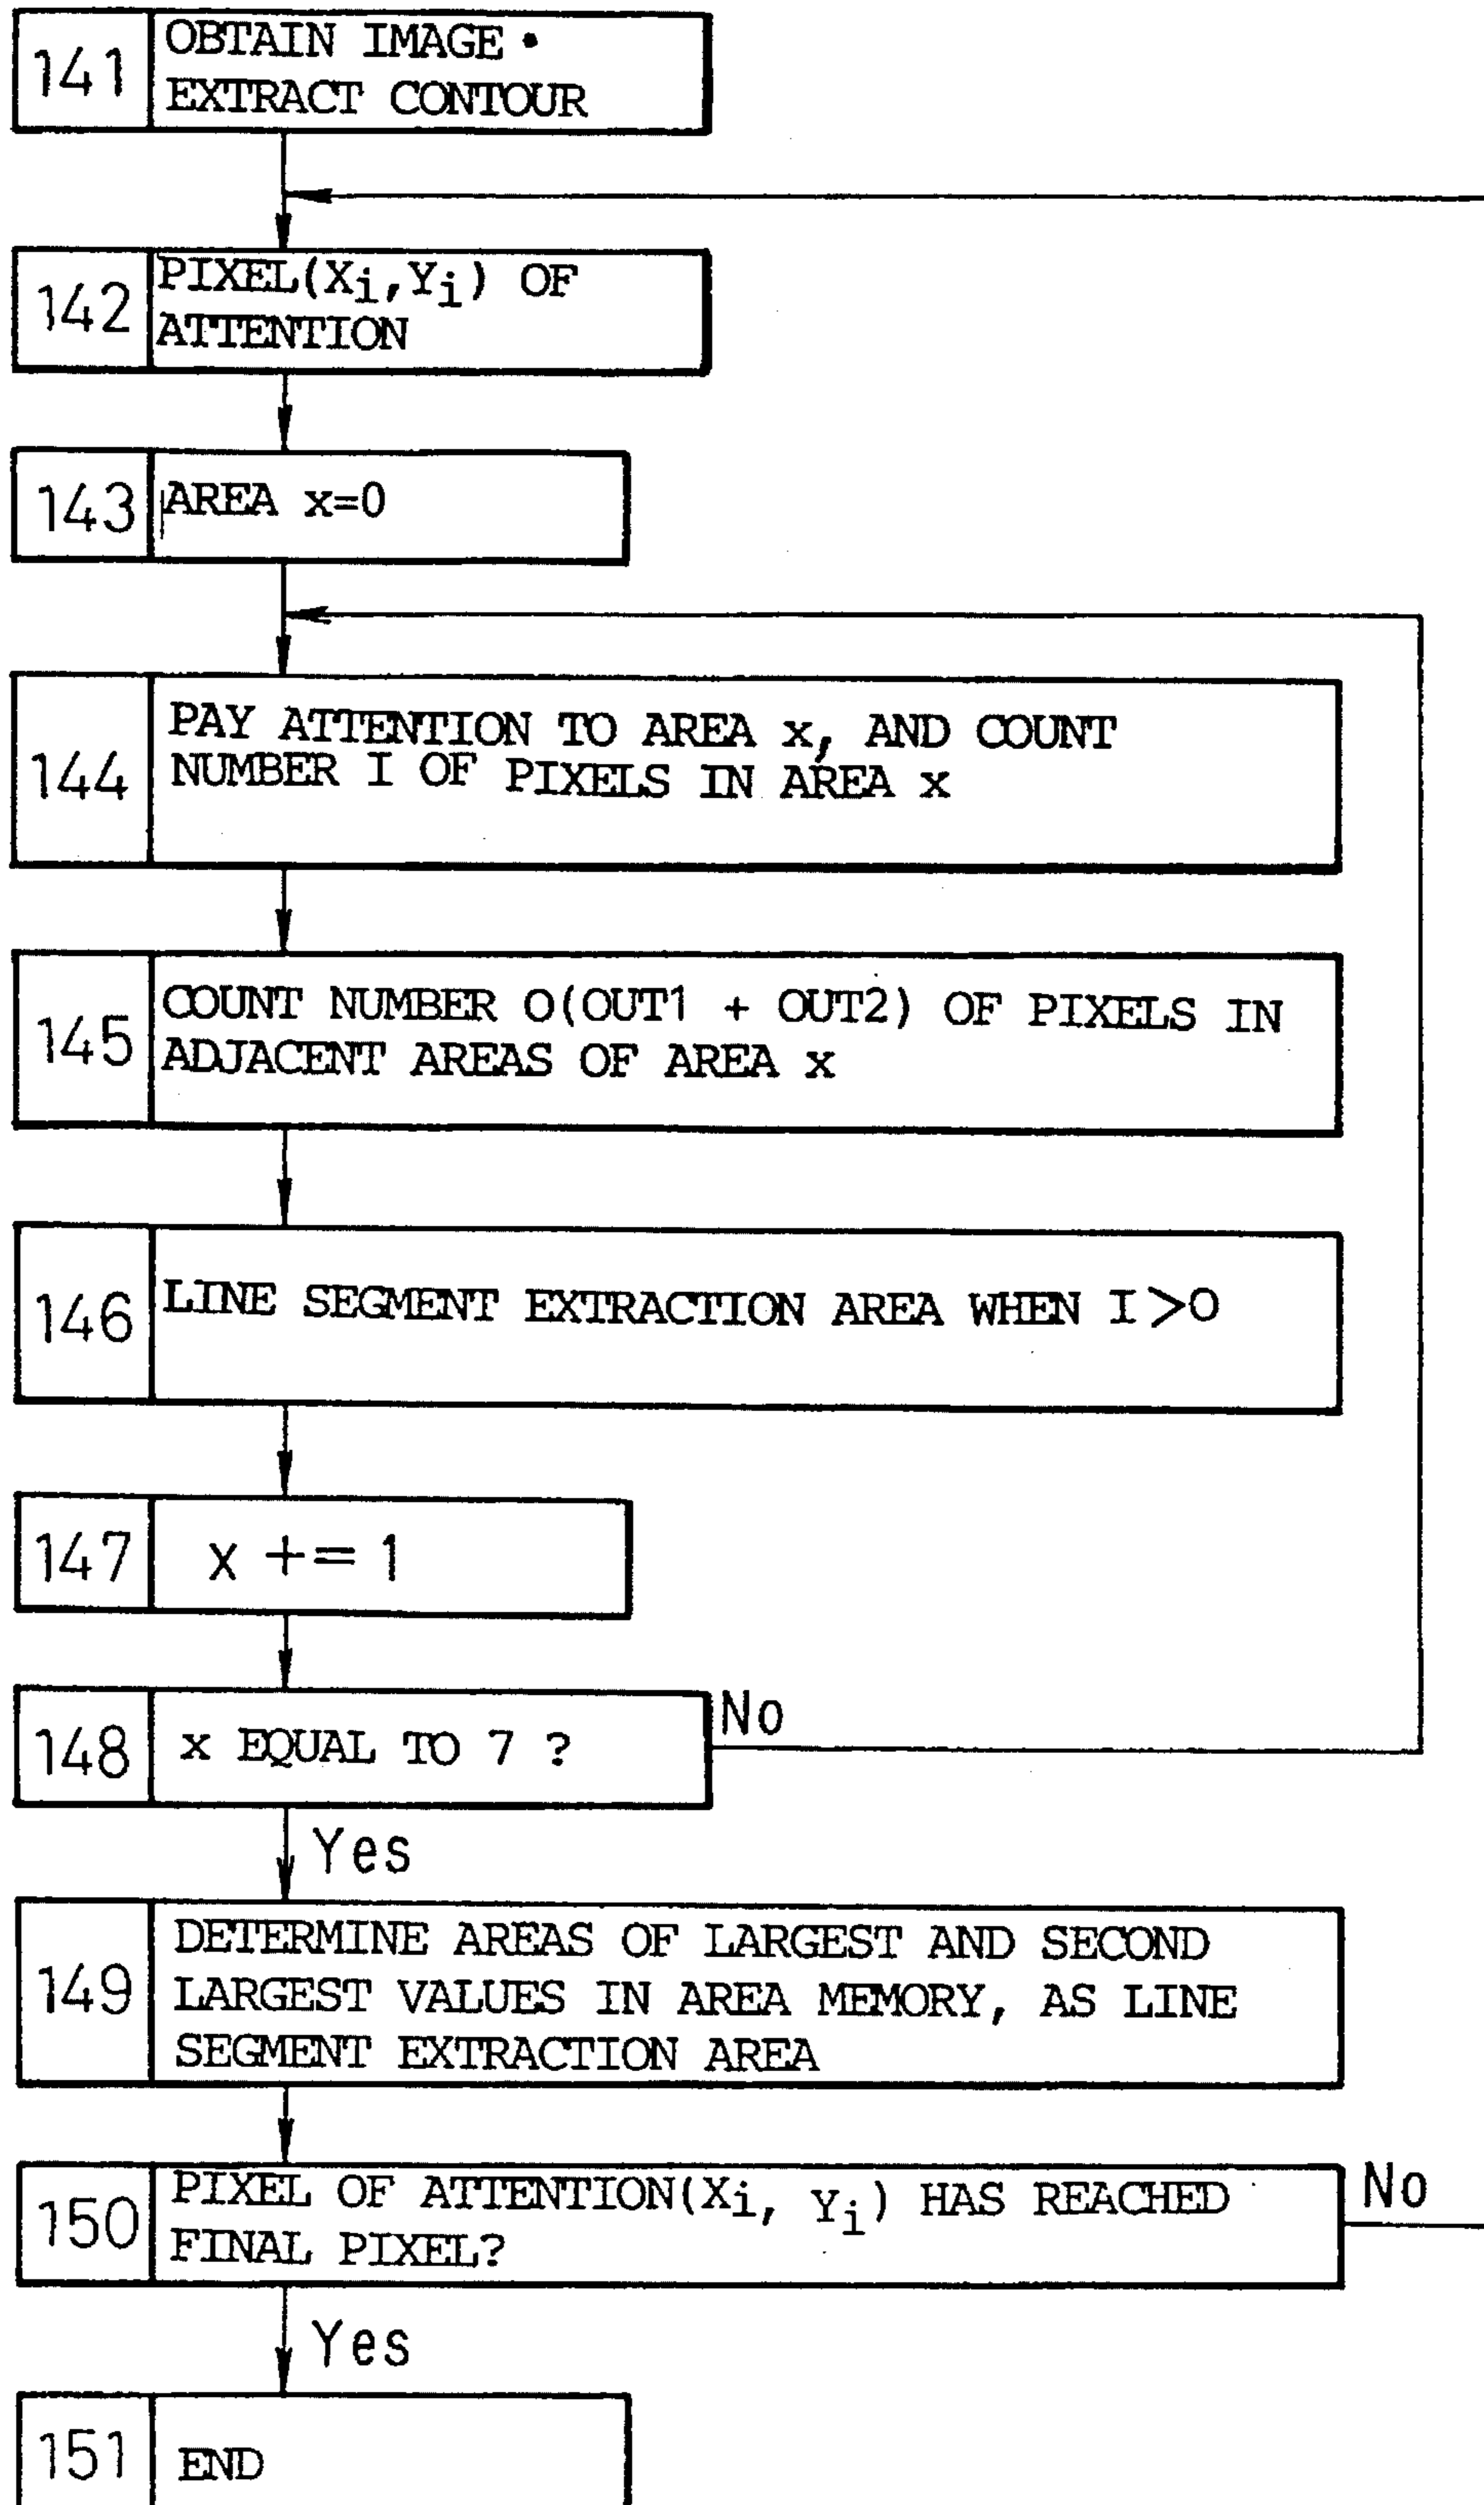 141 OBTAIN IMAGE •
EXTRACT CONTOUR
142 PIXEL(Xi,Yi) OF
ATTENTION
143 AREA x=0
144 PAY ATTENTION TO AREA x, AND COUNT
NUMBER I OF PIXELS IN AREA x
145 COUNT NUMBER O(OUT1 + OUT2) OF PIXELS IN
ADJACENT AREAS OF AREA x
146 LINE SEGMENT EXTRACTION AREA WHEN I>O
147 x += 1
148 x EQUAL TO 7 ?
No
Yes
149 DETERMINE AREAS OF LARGEST AND SECOND
LARGEST VALUES IN AREA MEMORY, AS LINE
SEGMENT EXTRACTION AREA
150 PIXEL OF ATTENTION(Xi, Yi) HAS REACHED
FINAL PIXEL?
No
Yes
151 END